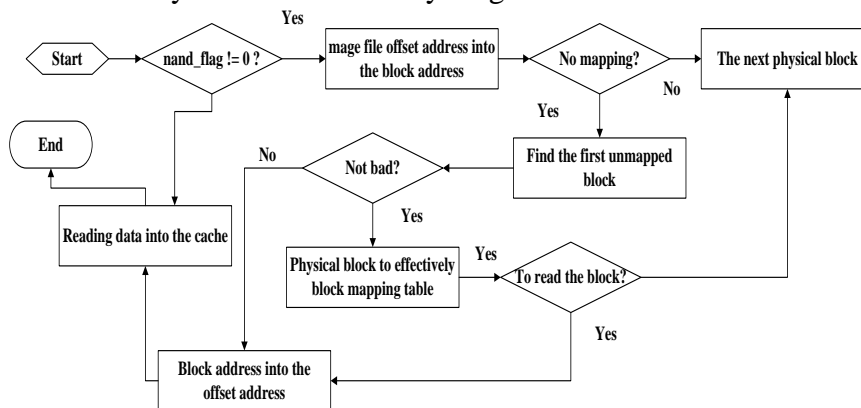 Yes
Start
nand_flag != 0 ?
mage file offset address into
the block address
No mapping?
The next physical block
No
Yes
End
No
Not bad?
Find the first unmapped
block
Yes
Reading data into the cache
Physical block to effectively
block mapping table
Yes
To read the block?
Yes
Block address into the
offset address